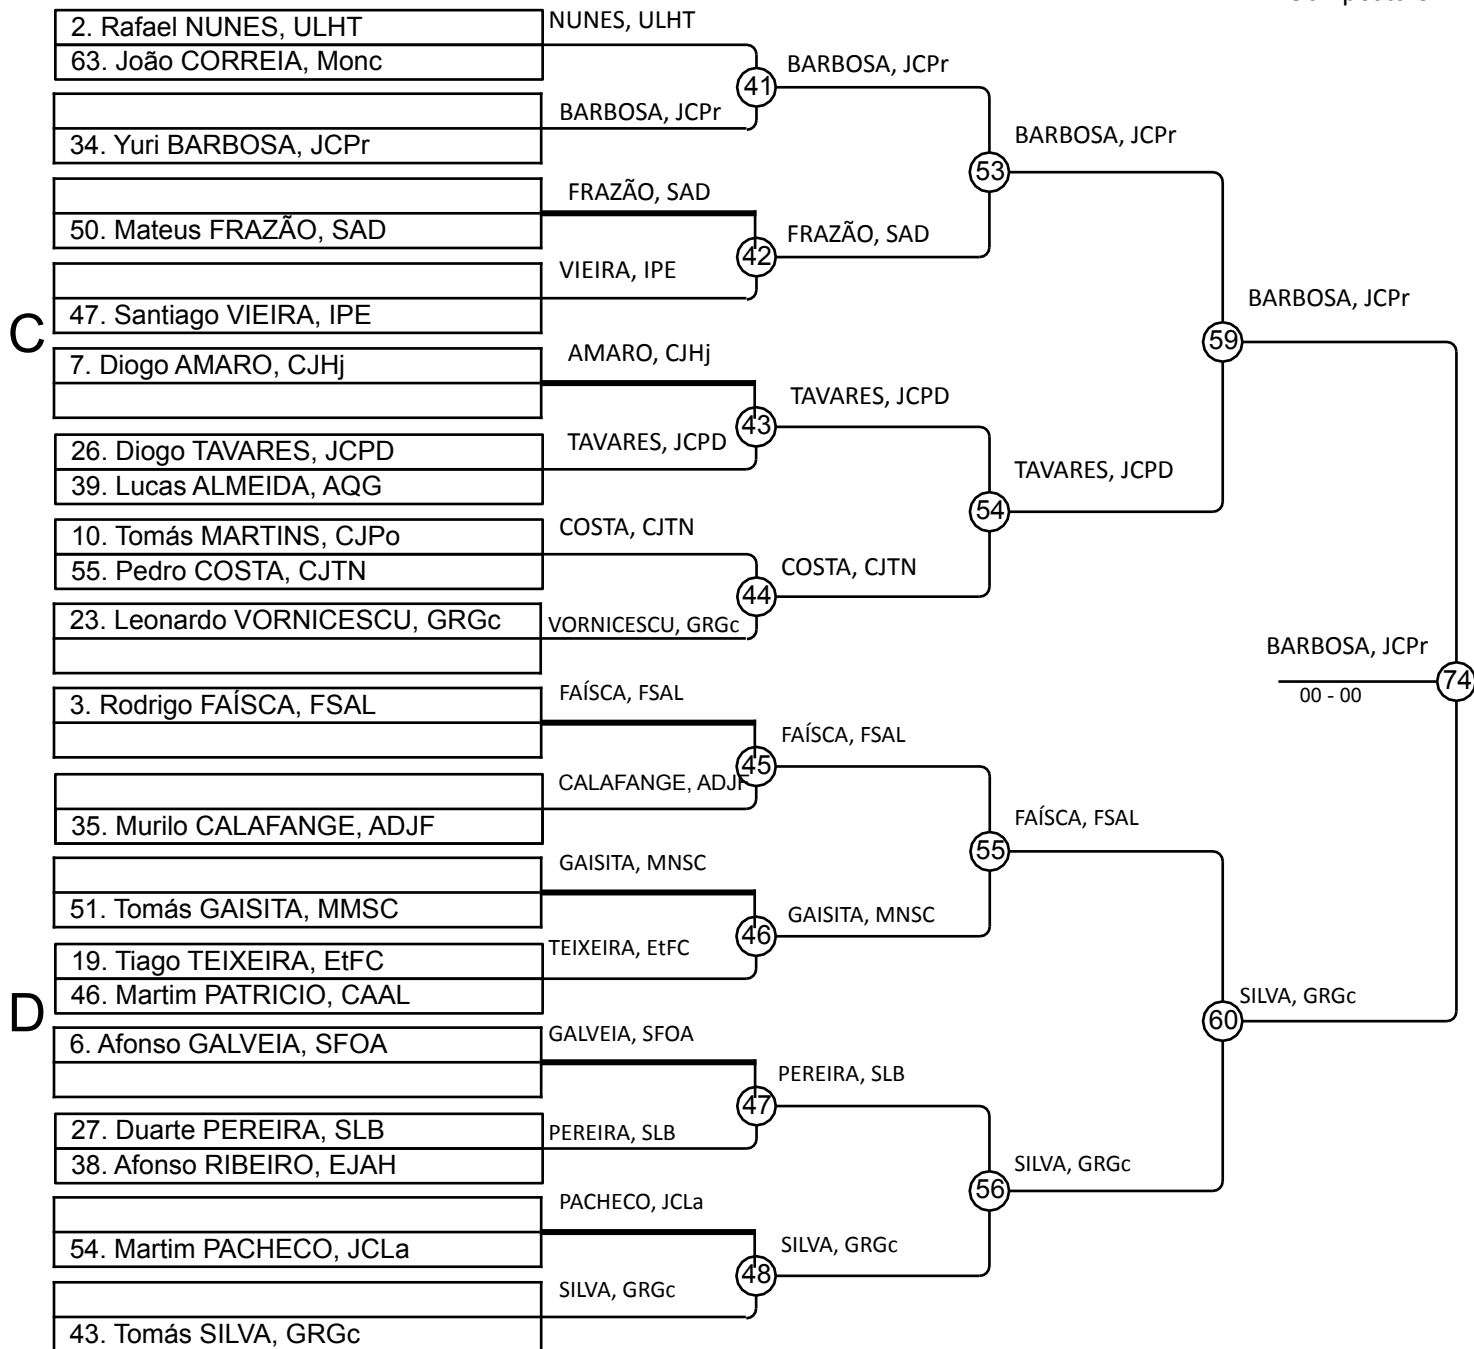 2. Rafael NUNES, ULHT
63. João CORREIA, Monc
34. Yuri BARBOSA, JCPr
50. Mateus FRAZÃO, SAD
47. Santiago VIEIRA, IPE
C
7. Diogo AMARO, CJHj
26. Diogo TAVARES, JCPD
39. Lucas ALMEIDA, AQG
10. Tomás MARTINS, CJPo
55. Pedro COSTA, CJTN
23. Leonardo VORNICESCU, GRGc
3. Rodrigo FAÍSCA, FSAL
35. Murilo CALAFANGE, ADJF
51. Tomás GAISITA, MMSC
19. Tiago TEIXEIRA, EtFC
46. Martim PATRICIO, CAAL
D
6. Afonso GALVEIA, SFOA
27. Duarte PEREIRA, SLB
38. Afonso RIBEIRO, EJAH
54. Martim PACHECO, JCLa
43. Tomás SILVA, GRGc
NUNES, ULHT
BARBOSA, JCPr
FRAZÃO, SAD
VIEIRA, IPE
AMARO, CJHj
TAVARES, JCPD
COSTA, CJTN
VORNICESCU, GRGc
FAÍSCA, FSAL
CALAFANGE, ADJF
GAISITA, MNSC
TEIXEIRA, EtFC
GALVEIA, SFOA
PEREIRA, SLB
PACHECO, JCLa
SILVA, GRGc
41
42
43
44
45
46
47
48
BARBOSA, JCPr
FRAZÃO, SAD
TAVARES, JCPD
COSTA, CJTN
FAÍSCA, FSAL
GAISITA, MNSC
PEREIRA, SLB
SILVA, GRGc
53
54
55
56
BARBOSA, JCPr
TAVARES, JCPD
FAÍSCA, FSAL
SILVA, GRGc
59
60
BARBOSA, JCPr
SILVA, GRGc
BARBOSA, JCPr
00 - 00
74